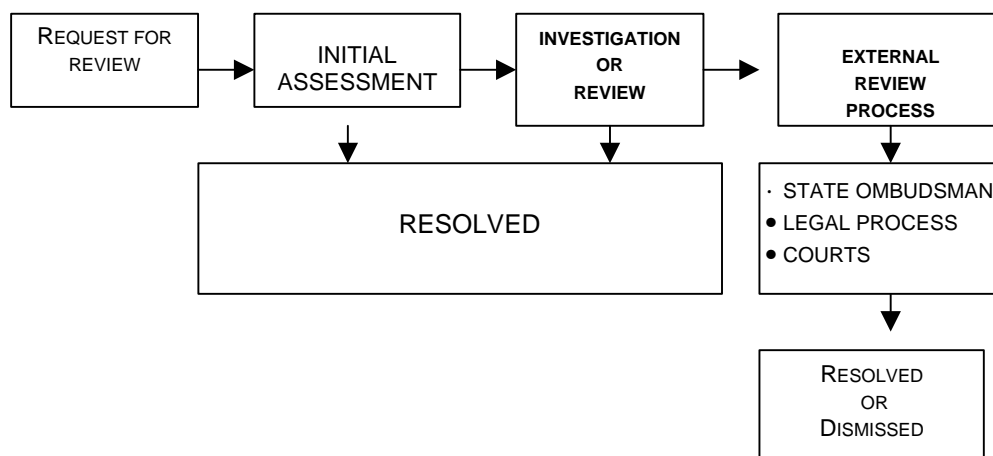 REQUEST FOR
REVIEW
INITIAL
ASSESSMENT
INVESTIGATION
OR
REVIEW
EXTERNAL
REVIEW
PROCESS
RESOLVED
· STATE OMBUDSMAN
● LEGAL PROCESS
● COURTS
RESOLVED
OR
DISMISSED